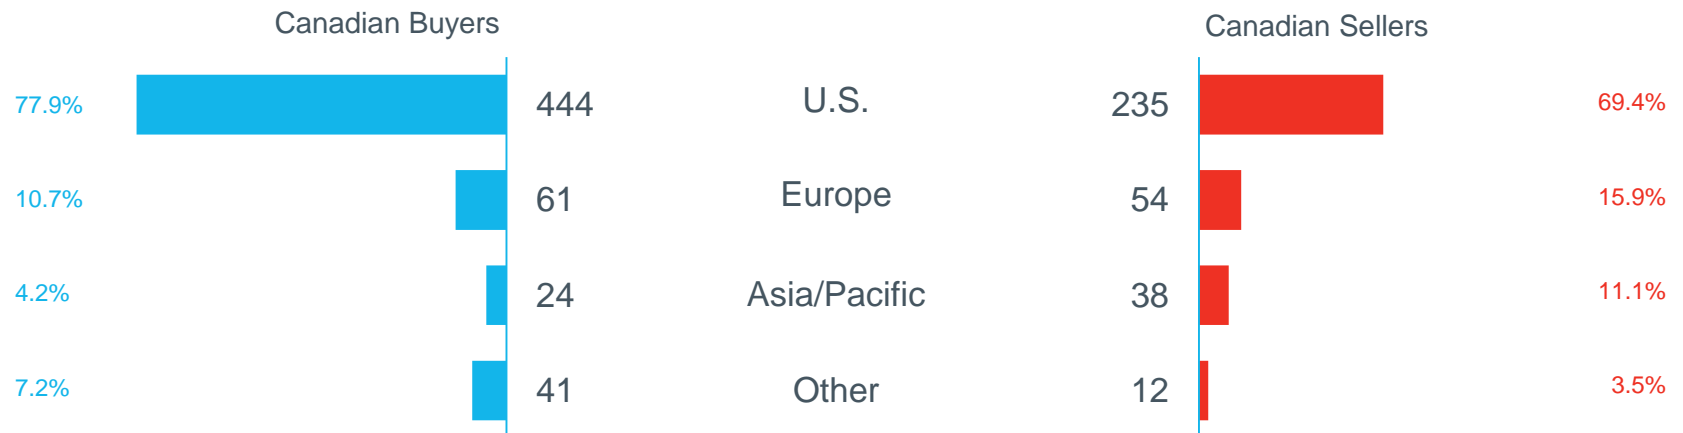 Canadian Buyers
Canadian Sellers
77.9% 444 U.S. 235 69.4%
10.7% 61 Europe 54 15.9%
4.2% 24 Asia/Pacific 38 11.1%
7.2% 41 Other 12 3.5%